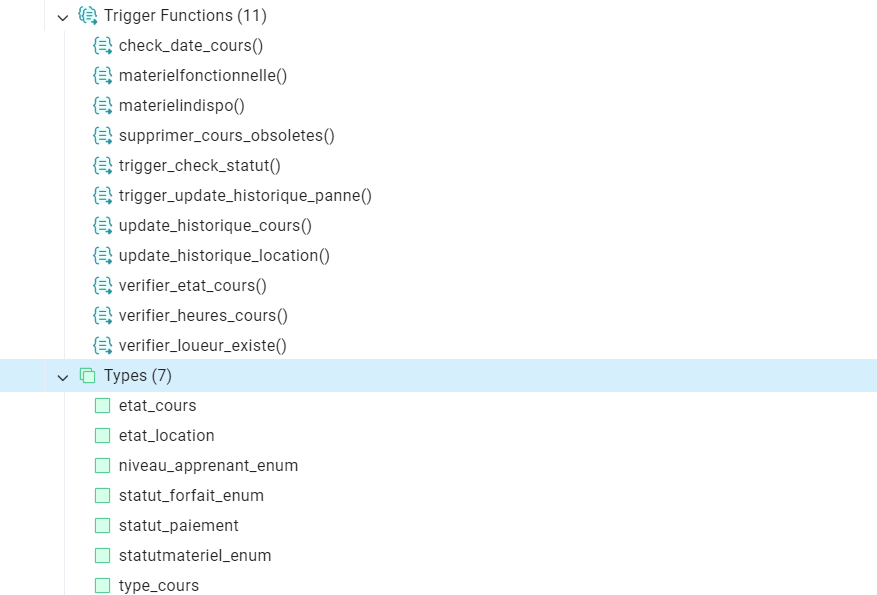 Trigger Functions (11)
check_date_cours()
materielfonctionnelle()
materielindispo()
supprimer_cours_obsoletes()
trigger_check_statut()
trigger_update_historique_panne()
update_historique_cours()
update_historique_location()
verifier_etat_cours()
verifier_heures_cours()
verifier_loueur_existe()
Types (7)
etat_cours
etat_location
niveau_apprenant_enum
statut_forfait_enum
statut_paiement
statutmateriel_enum
type_cours